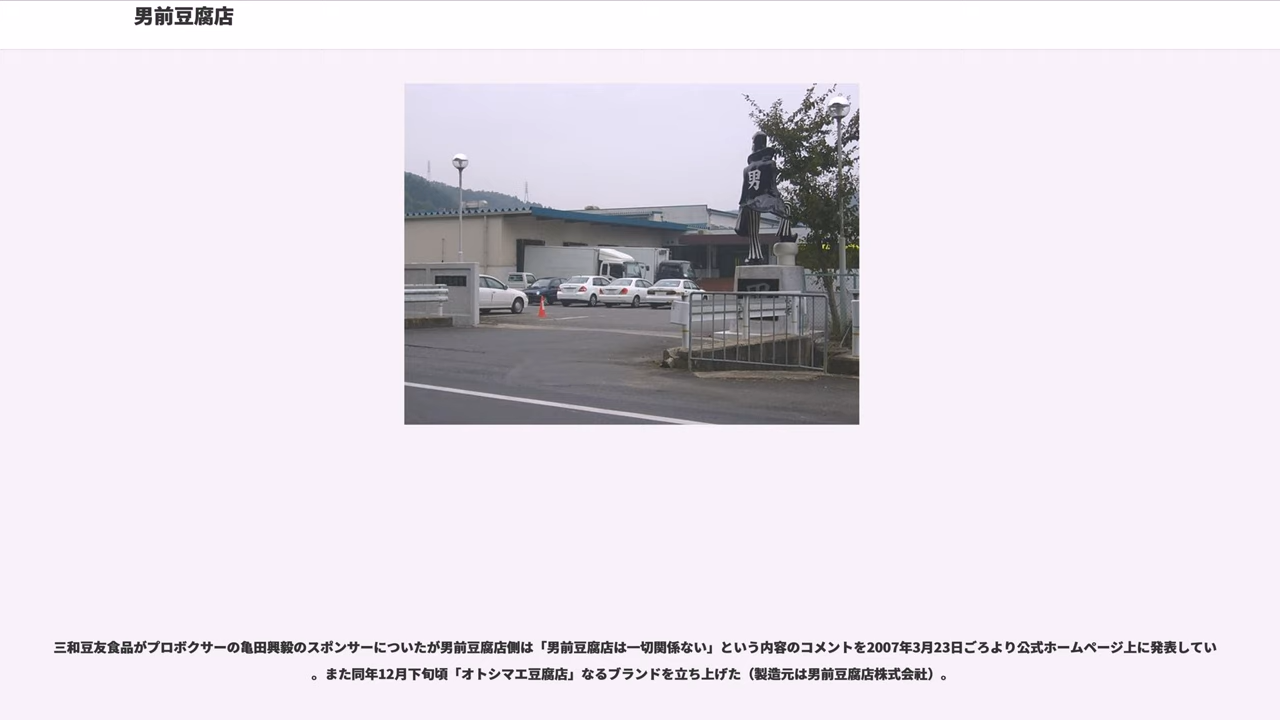 男前豆腐店
男
三和豆友食品がプロボクサーの亀田興毅のスポンサーについたが男前豆腐店側は「男前豆腐店は一切関係ない」という内容のコメントを2007年3月23日ごろより公式ホームページ上に発表してい
。また同年12月下旬頃「オトシマエ豆腐店」なるブランドを立ち上げた（製造元は男前豆腐店株式会社）。